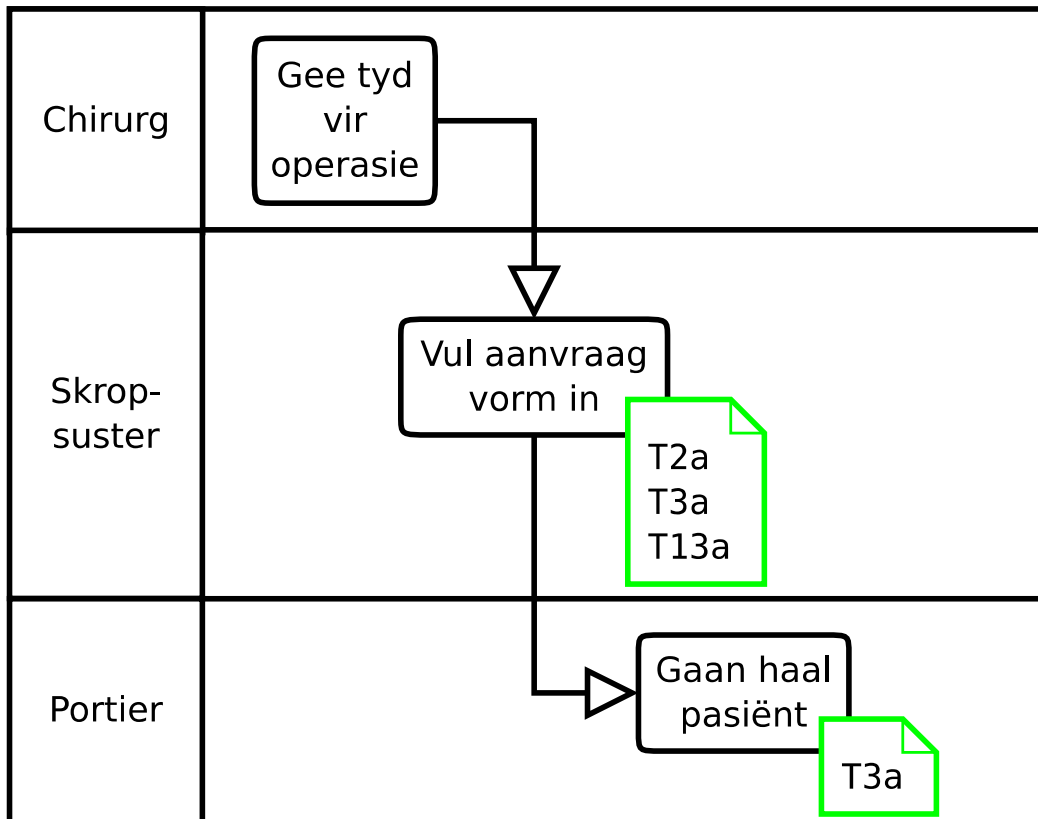 Chirurg
Gee tyd
vir
operasie
Skrop-
suster
Vul aanvraag
vorm in
T2a
T3a
T13a
Portier
Gaan haal
pasiënt
T3a